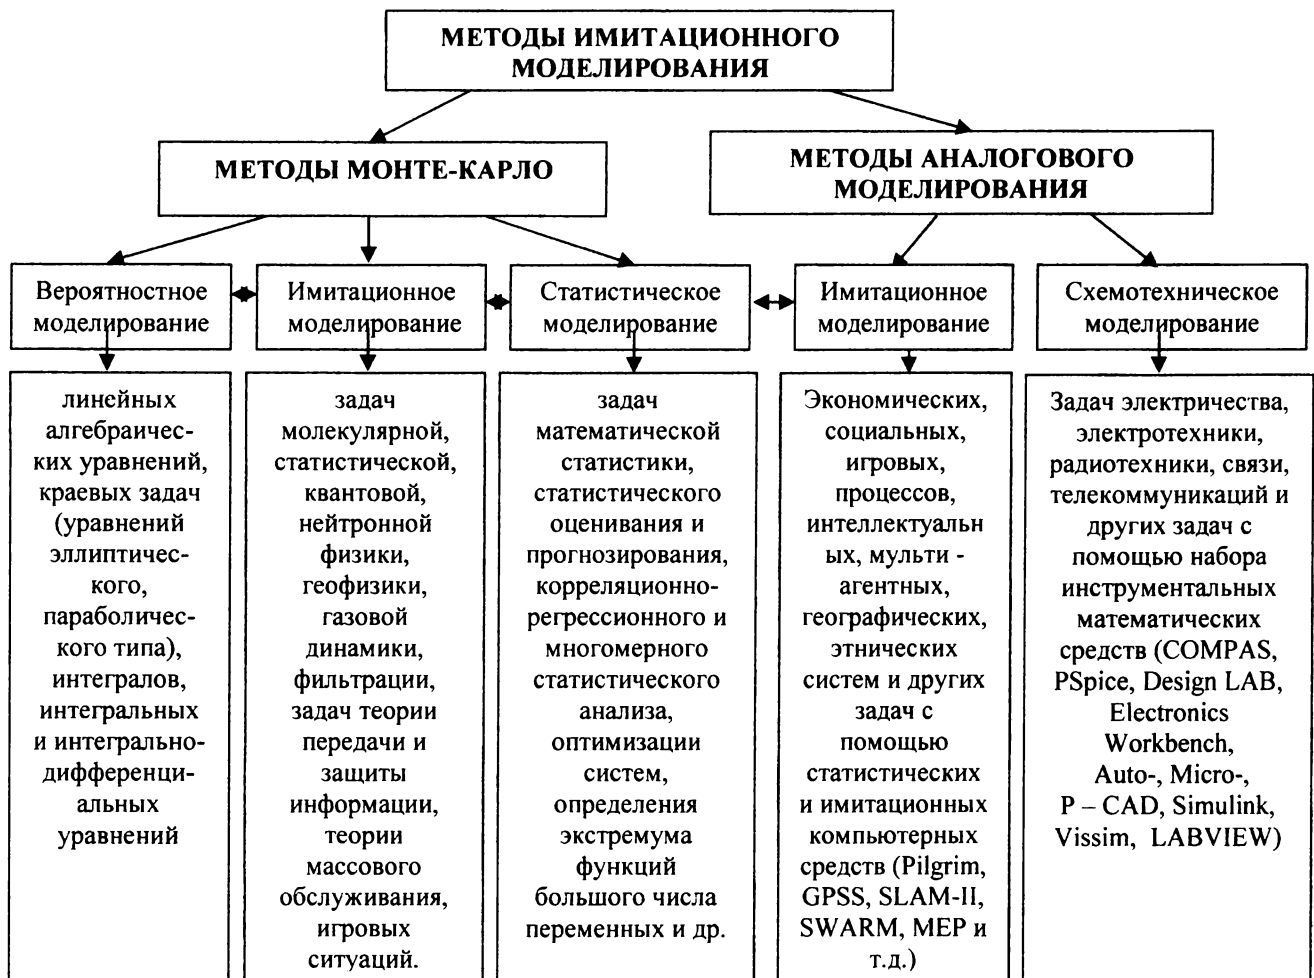 МЕТОДЫ ИМИТАЦИОННОГО
МОДЕЛИРОВАНИЯ
МЕТОДЫ МОНТЕ-КАРЛО
МЕТОДЫ АНАЛОГОВОГО
МОДЕЛИРОВАНИЯ
Вероятностное
моделирование
Имитационное
моделирование
Статистическое
моделирование
Имитационное
моделирование
Схемотехническое
моделирование
линейных
алгебраичес-
ких уравнений,
краевых задач
(уравнений
эллиптичес-
кого,
параболичес-
кого типа),
интегралов,
интегральных
и интегрально-
дифференци-
альных
уравнений
задач
молекулярной,
статистической,
квантовой,
нейтронной
физики,
геофизики,
газовой
динамики,
фильтрации,
задач теории
передачи и
защиты
информации,
теории
массового
обслуживания,
игровых
ситуаций.
задач
математической
статистики,
статистического
оценивания и
прогнозирования,
корреляционно-
регрессионного и
многомерного
статистического
анализа,
оптимизации
систем,
определения
экстремума
функций
большого числа
переменных и др.
Экономических,
социальных,
игровых,
процессов,
интеллектуальн
ых, мульти -
агентных,
географических,
этнических
систем и других
задач с
помощью
статистических
и имитационных
компьютерных
средств (Pilgrim,
GPSS, SLAM-II,
SWARM, МЕР и
т.д.)
Задач электричества,
электротехники,
радиотехники, связи,
телекоммуникаций и
других задач с
помощью набора
инструментальных
математических
средств (COMPAS,
PSpice, Design LAB,
Electronics
Workbench,
Auto-, Micro-,
P – CAD, Simulink,
Vissim, LABVIEW)